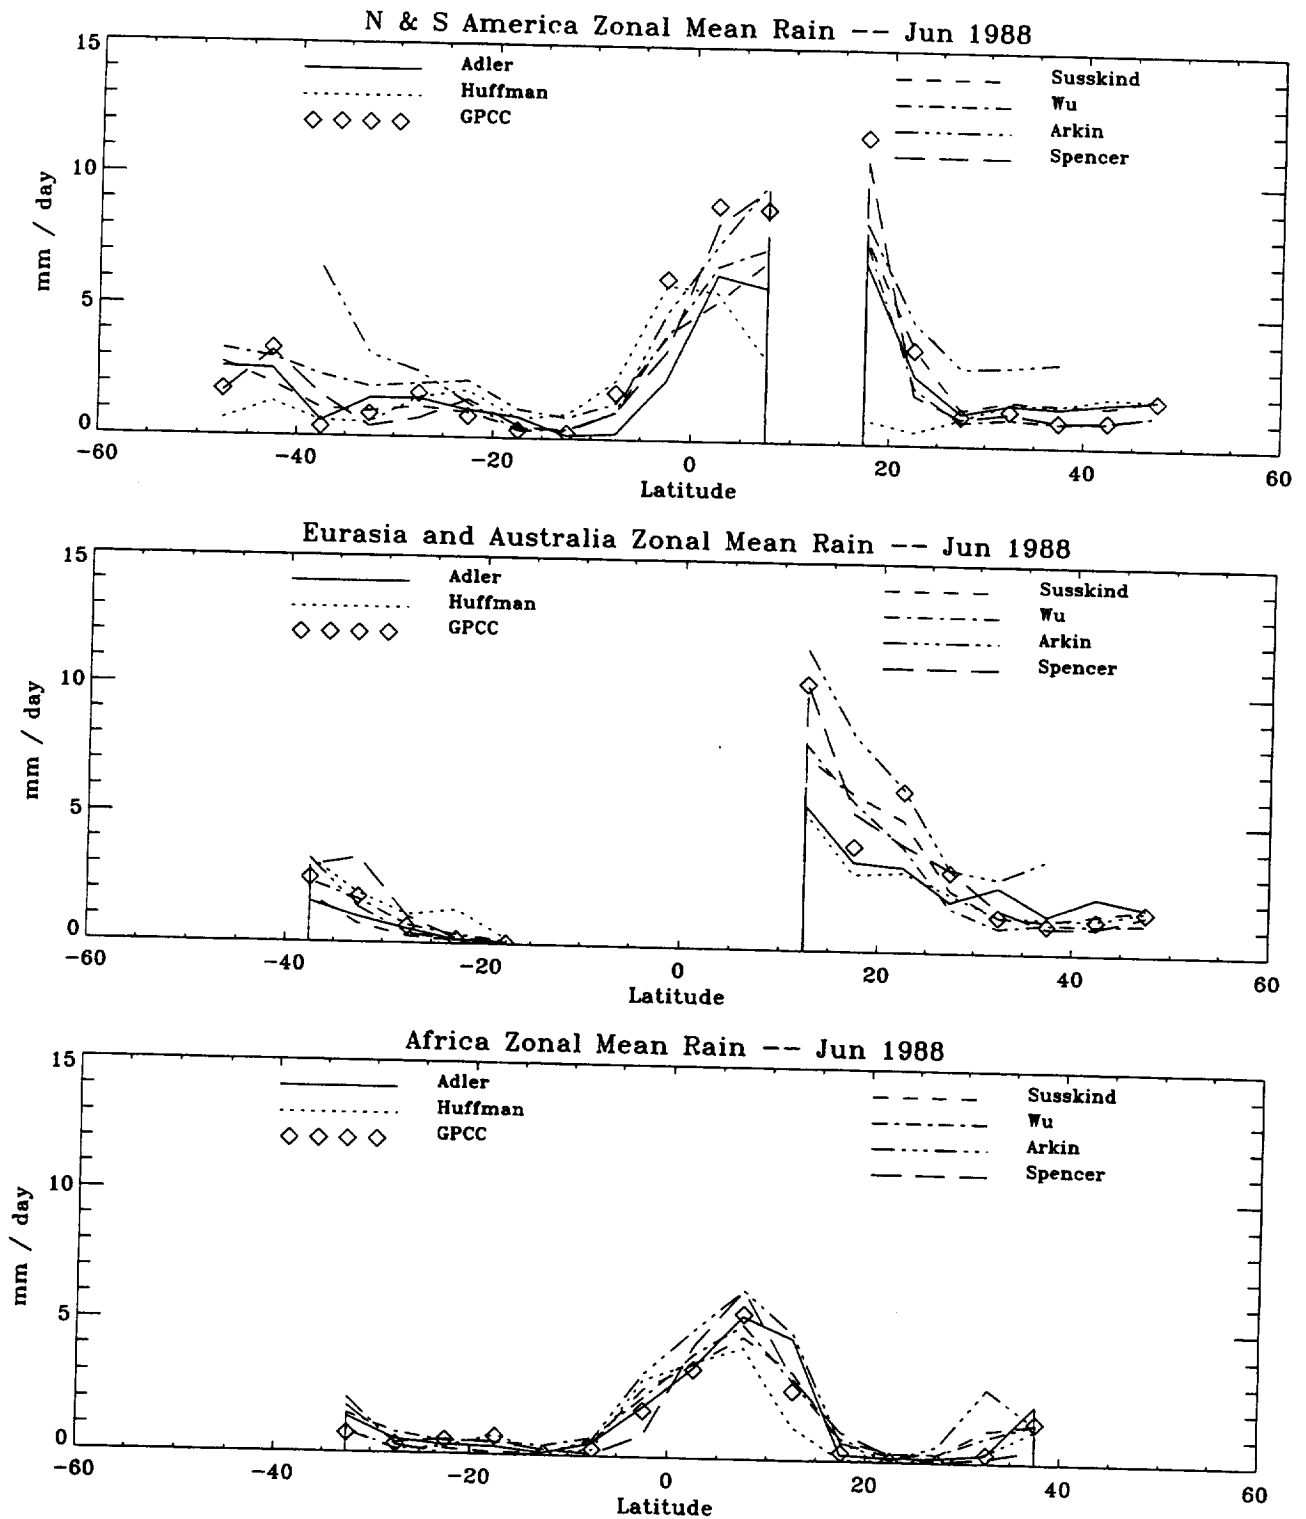 N & S America Zonal Mean Rain -- Jun 1988
15
10
5
0
mm / day
Adler
Huffman
GPCC
Susskind
Wu
Arkin
Spencer
-60 -40 -20 0 20 40 60
Latitude
Eurasia and Australia Zonal Mean Rain -- Jun 1988
15
10
5
0
mm / day
Adler
Huffman
GPCC
Susskind
Wu
Arkin
Spencer
-60 -40 -20 0 20 40 60
Latitude
Africa Zonal Mean Rain -- Jun 1988
15
10
5
0
mm / day
Adler
Huffman
GPCC
Susskind
Wu
Arkin
Spencer
-60 -40 -20 0 20 40 60
Latitude